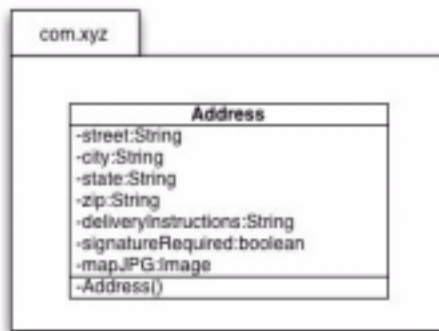 com.xyz
Address
-street:String
-city:String
-state:String
-zip:String
-deliveryInstructions:String
-signatureRequired:boolean
-mapJPG:Image
-Address()